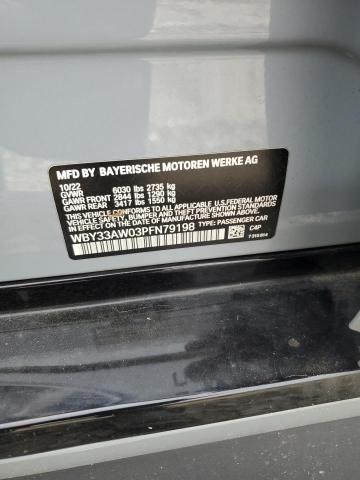 MFD BY BAYERISCHE MOTOREN WERKE AG
10/22
GVWR 6030 lbs 2735 kg
GAWR FRONT 2844 lbs 1290 kg
GAWR REAR 3417 lbs 1550 kg
THIS VEHICLE CONFORMS TO ALL APPLICABLE U.S. FEDERAL MOTOR
VEHICLE SAFETY, BUMPER AND THEFT PREVENTION STANDARDS
IN EFFECT ON THE DATE OF MANUFACTURE SHOWN ABOVE.
WBY33AW03PFN79198 TYPE: PASSENGER CAR C4P